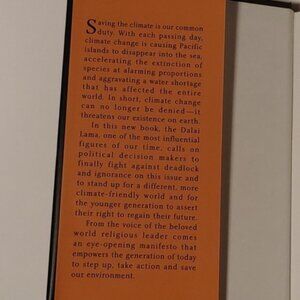 Saving the climate is our common
duty. With each passing day,
climate change is causing Pacific
islands to disappear into the sea,
accelerating the extinction of
species at alarming proportions
and aggravating a water shortage
that has affected the entire
world. In short, climate change
can no longer be denied—it
threatens our existence on earth.
In this new book, the Dalai
Lama, one of the most influential
figures of our time, calls on
political decision makers to
finally fight against deadlock
and ignorance on this issue and
to stand up for a different, more
climate-friendly world and for
the younger generation to assert
their right to regain their future.
From the voice of the beloved
world religious leader comes
an eye-opening manifesto that
empowers the generation of today
to step up, take action and save
our environment.